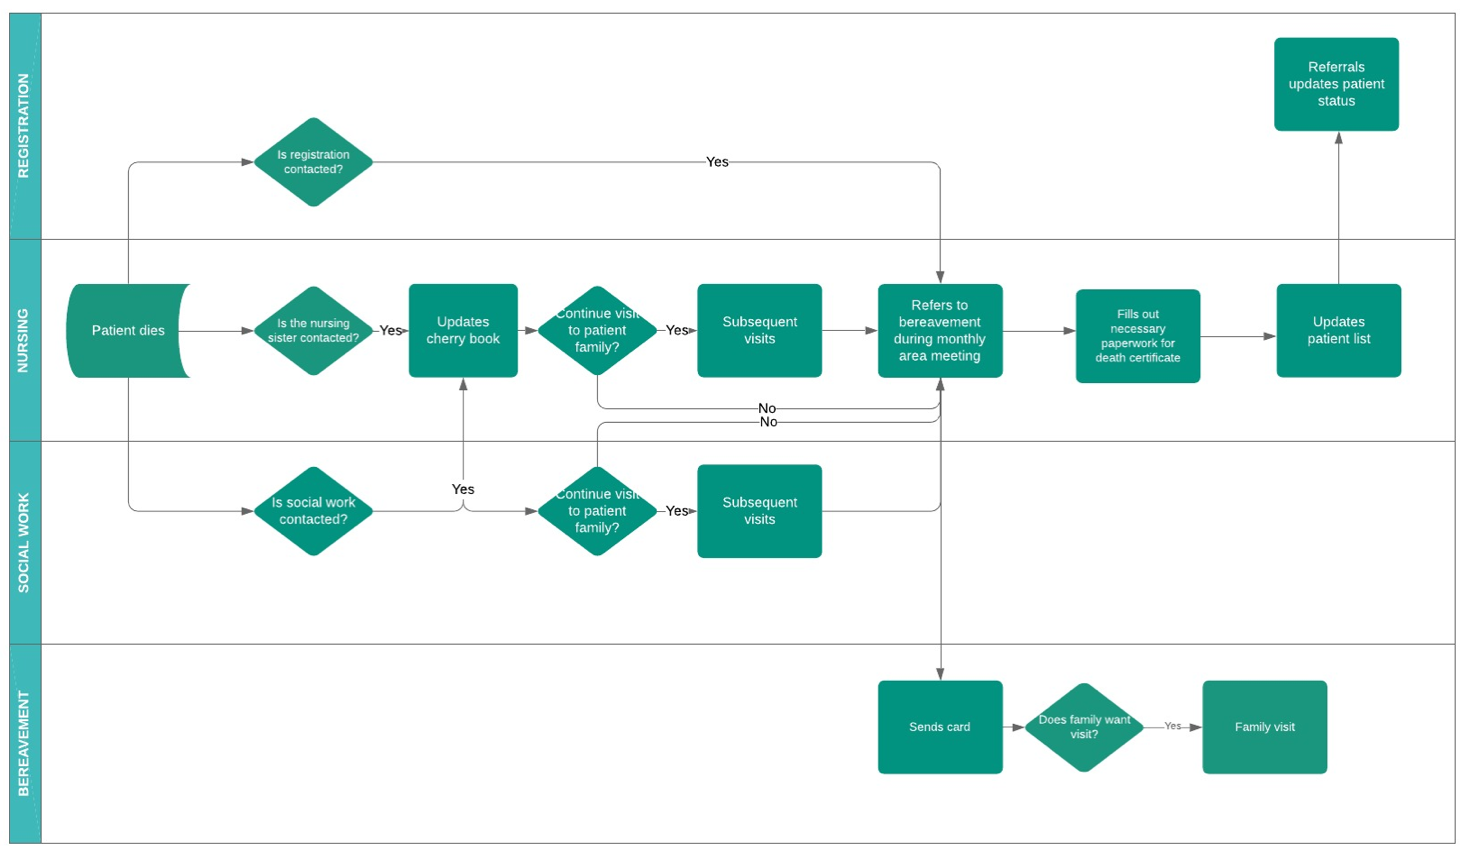 REGISTRATION
Is registration
contacted?
Yes
Referrals
updates patient
status
NURSING
Patient dies
Is the nursing
sister contacted?
Yes
Updates
cherry book
Continue visit
to patient
family?
Yes
Subsequent
visits
Refers to
bereavement
during monthly
area meeting
Fills out
necessary
paperwork for
death certificate
Updates
patient list
No
No
SOCIAL WORK
Is social work
contacted?
Yes
Continue visit
to patient
family?
Yes
Subsequent
visits
BEREAVEMENT
Sends card
Does family want
visit?
Yes
Family visit